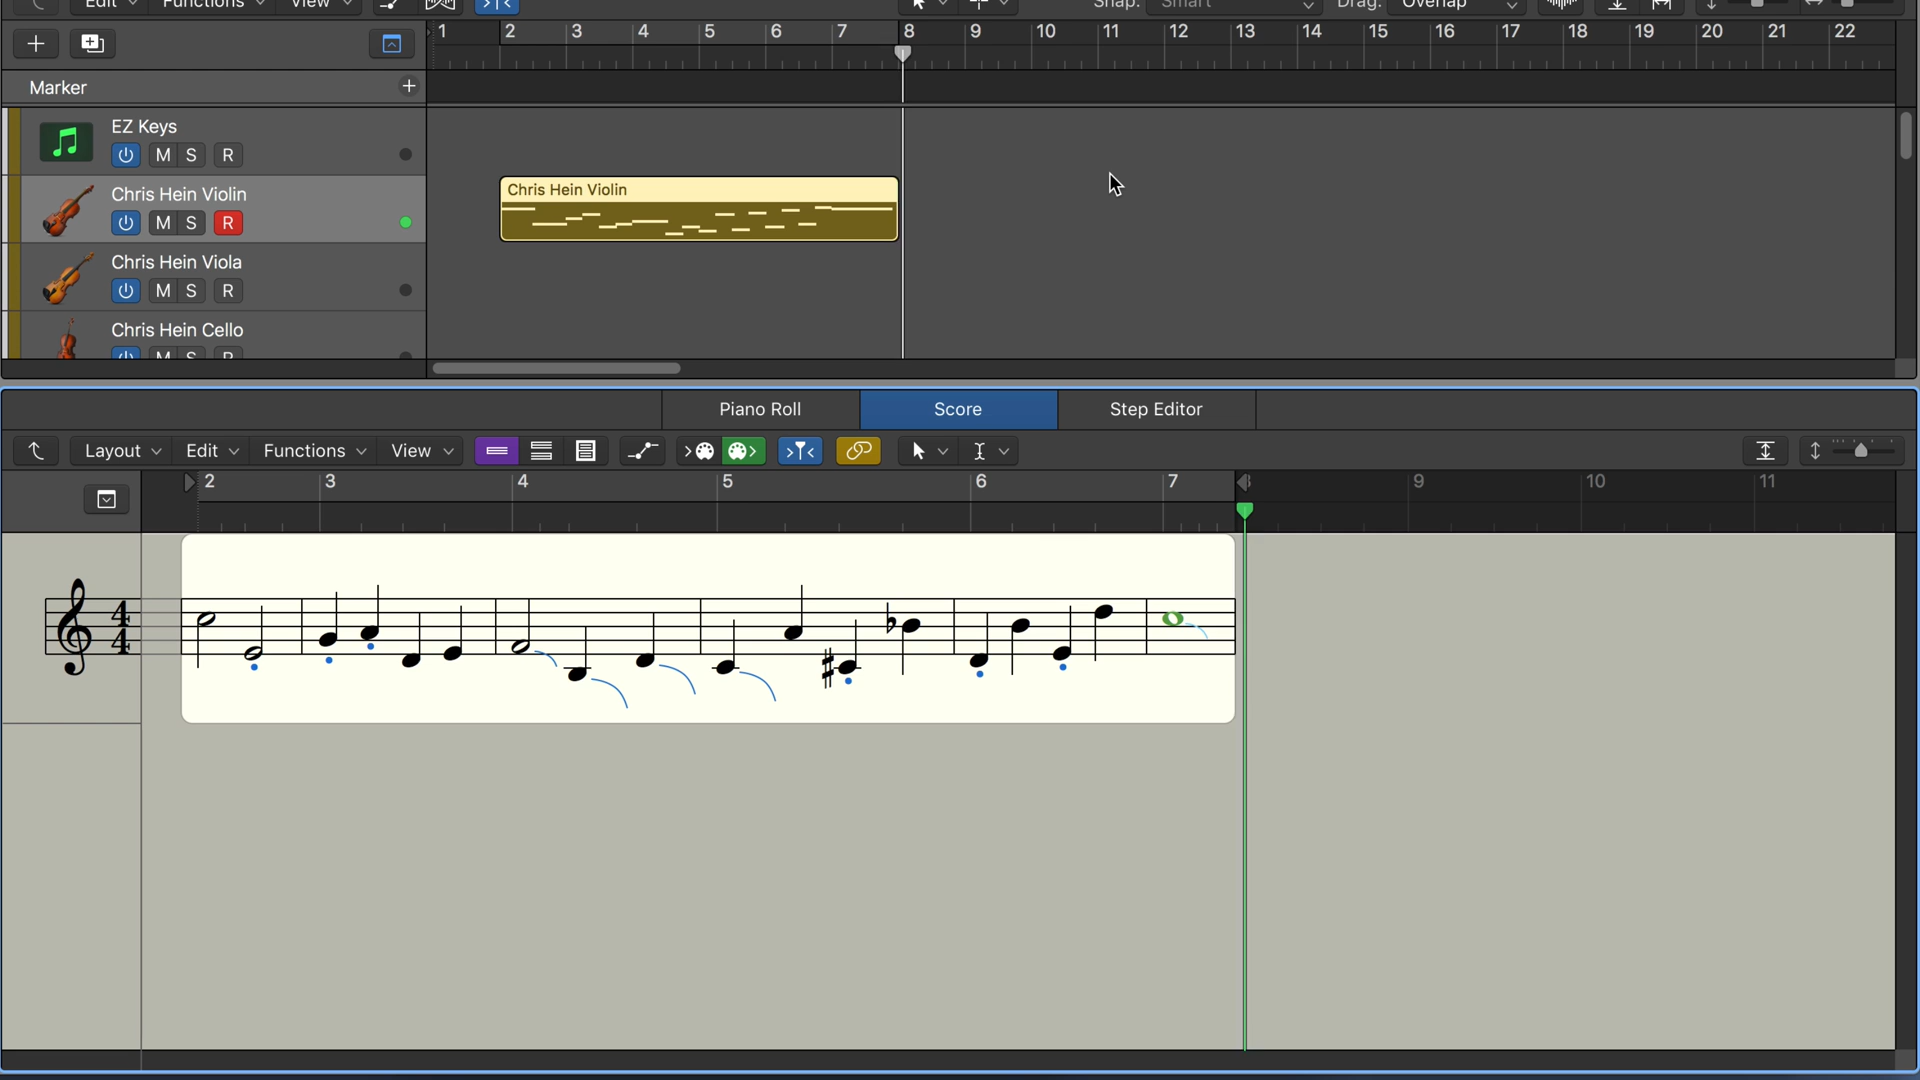 Edit Functions View Snap: Smart Drag: Overlap
1 2 3 4 5 6 7 8 9 10 11 12 13 14 15 16 17 18 19 20 21 22
Marker
EZ Keys
M S R
Chris Hein Violin
M S R
Chris Hein Violin
Chris Hein Viola
M S R
Chris Hein Cello
M S R
Piano Roll Score Step Editor
Layout Edit Functions View
2 3 4 5 6 7 8 9 10 11
4
4